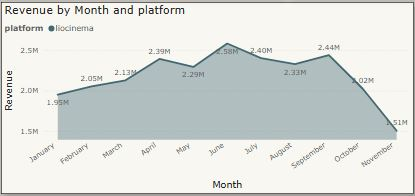 Revenue by Month and platform
platform liocinema
Revenue
2.5M
2.0M
1.5M
1.95M
2.05M
2.13M
2.39M
2.29M
2.58M
2.40M
2.33M
2.44M
2.02M
1.51M
January
February
March
April
May
June
July
August
September
October
November
Month